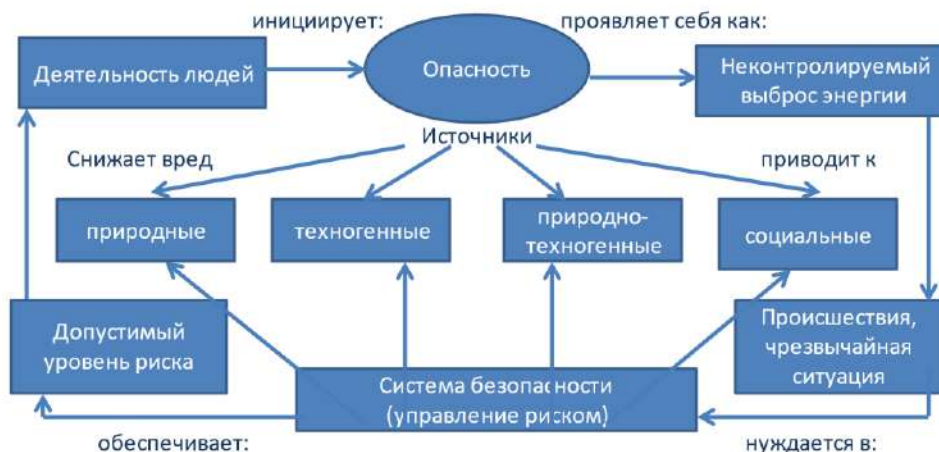 инициирует:
проявляет себя как:
Деятельность людей
Опасность
Неконтролируемый
выброс энергии
Источники
Снижает вред
приводит к
природные
техногенные
природно-
техногенные
социальные
Допустимый
уровень риска
Происшествия,
чрезвычайная
ситуация
Система безопасности
(управление риском)
обеспечивает:
нуждается в: